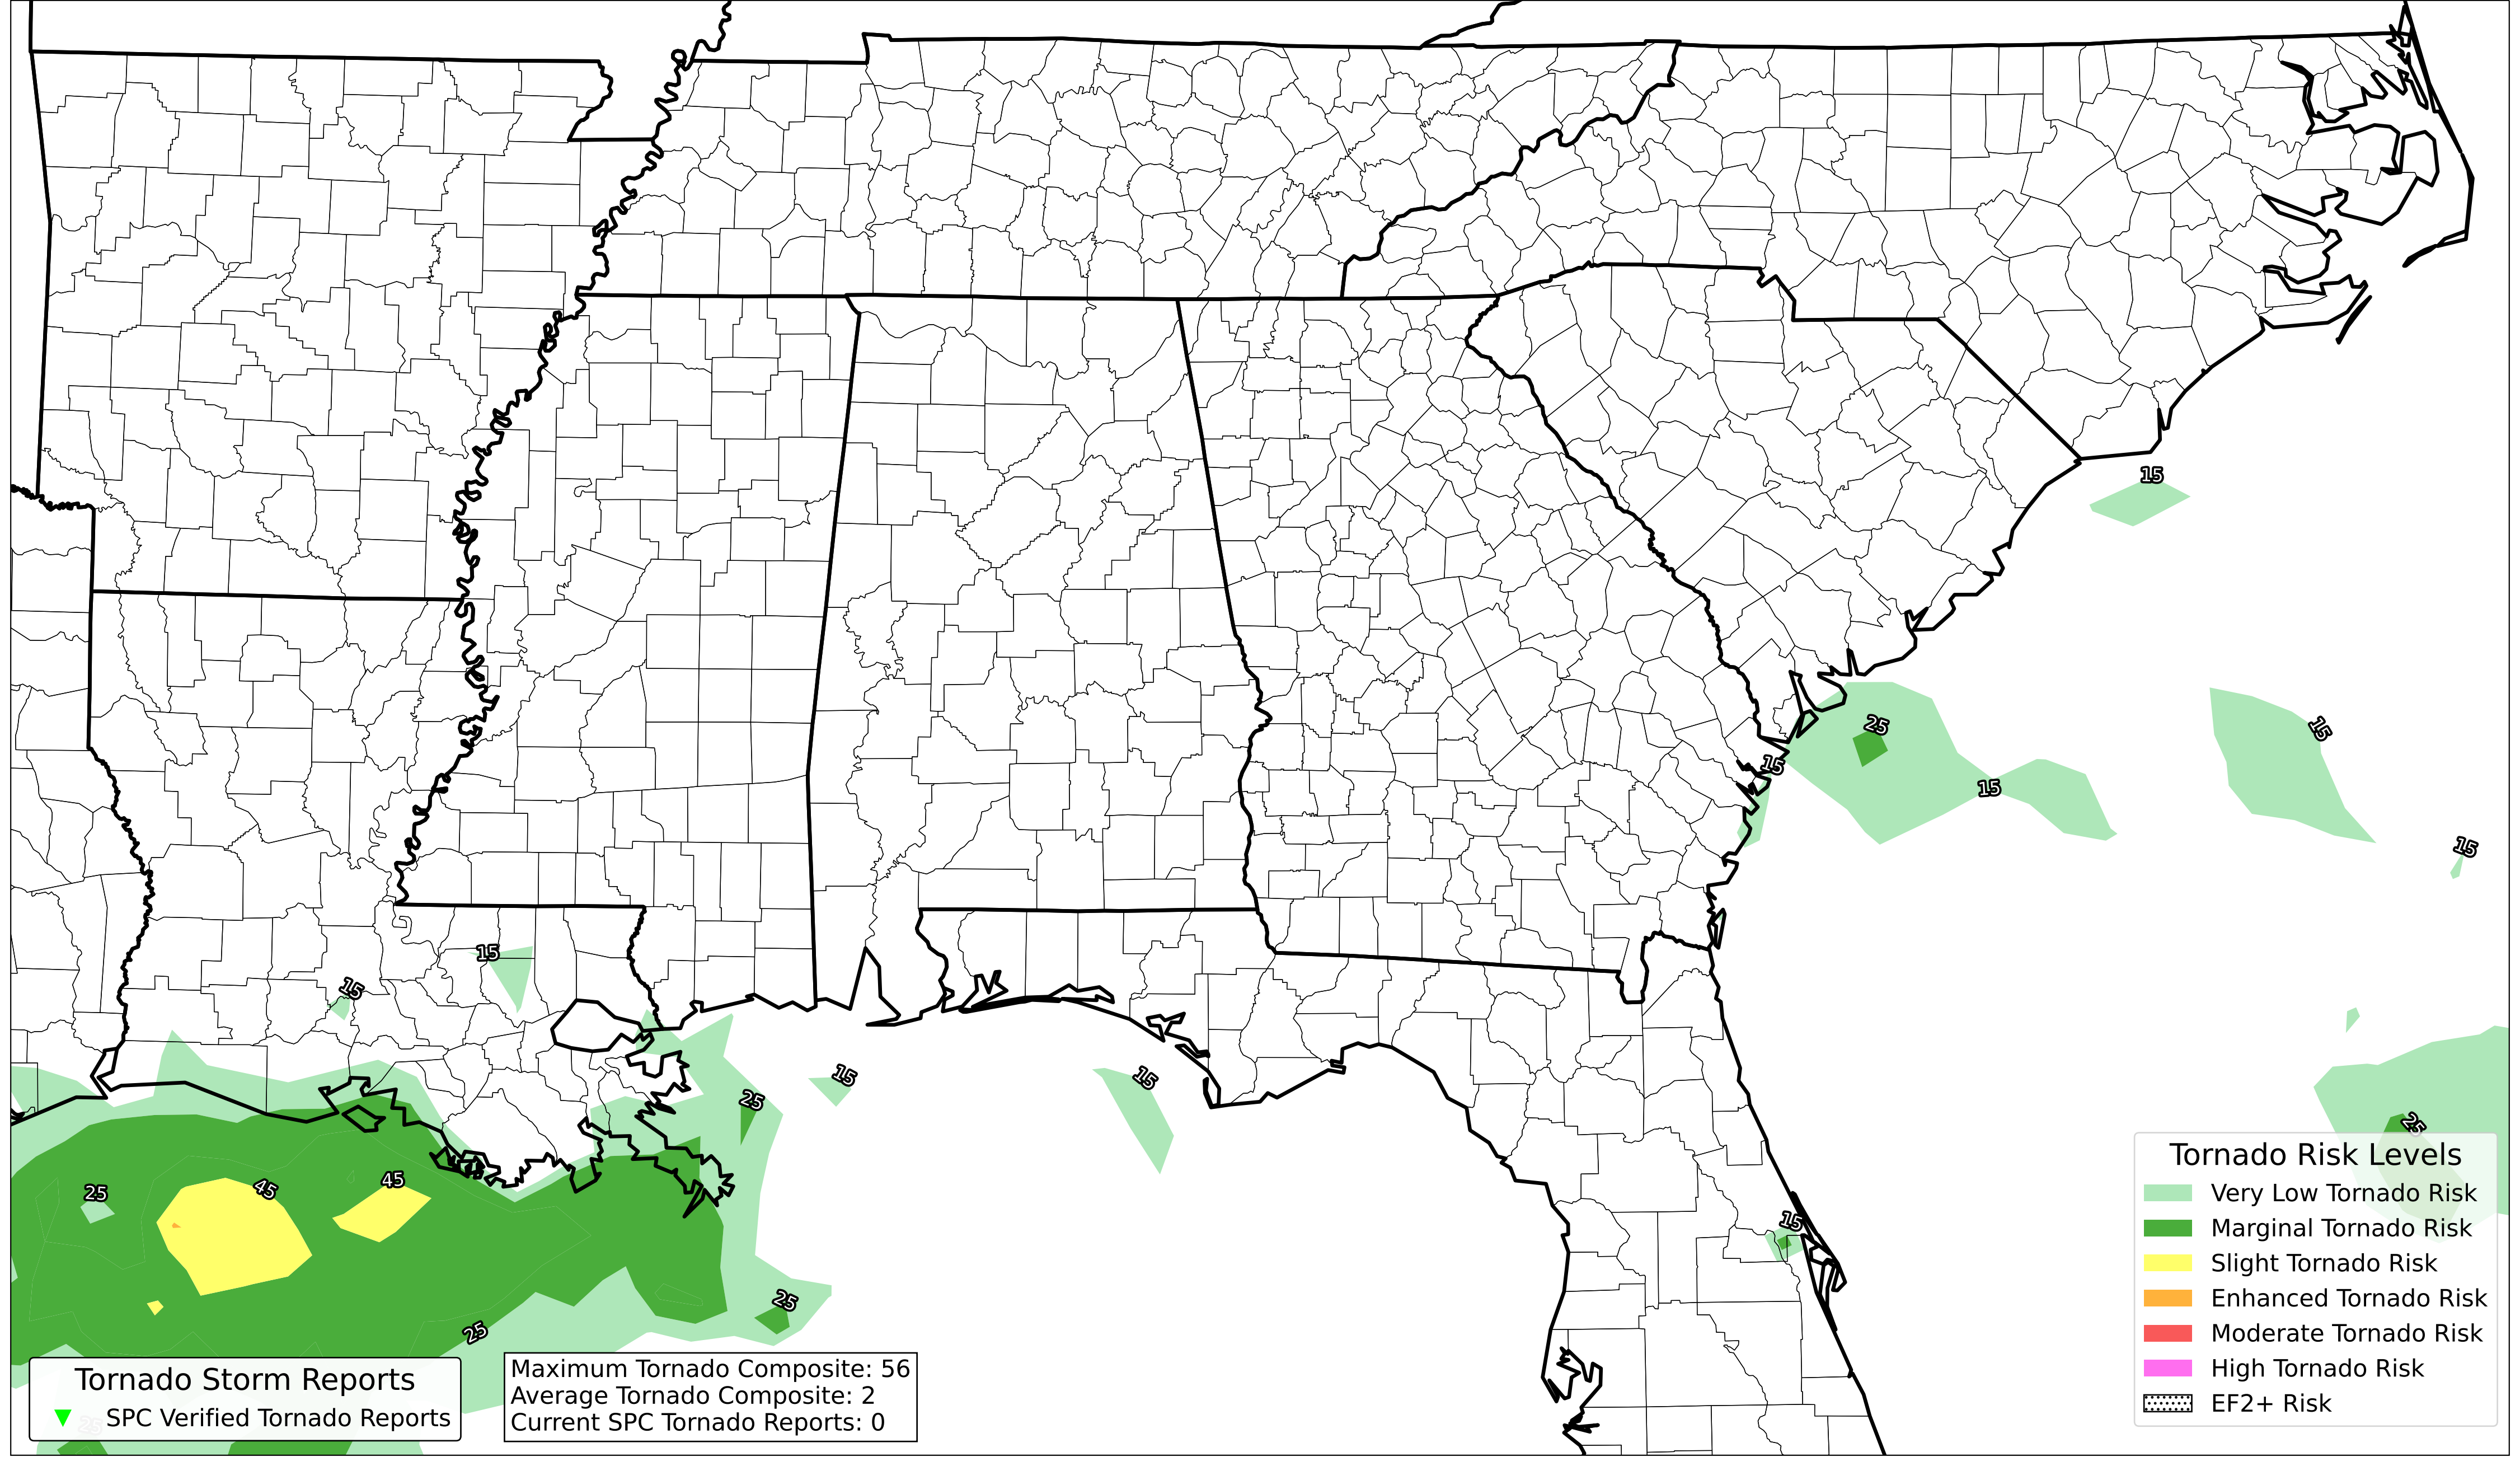 15
25
15
15
15
15
15
15
25
15
15
25
25
45
45
15
25
25
Tornado Risk Levels
Very Low Tornado Risk
Marginal Tornado Risk
Slight Tornado Risk
Enhanced Tornado Risk
Moderate Tornado Risk
High Tornado Risk
EF2+ Risk
Tornado Storm Reports
SPC Verified Tornado Reports
25
Maximum Tornado Composite: 56
Average Tornado Composite: 2
Current SPC Tornado Reports: 0